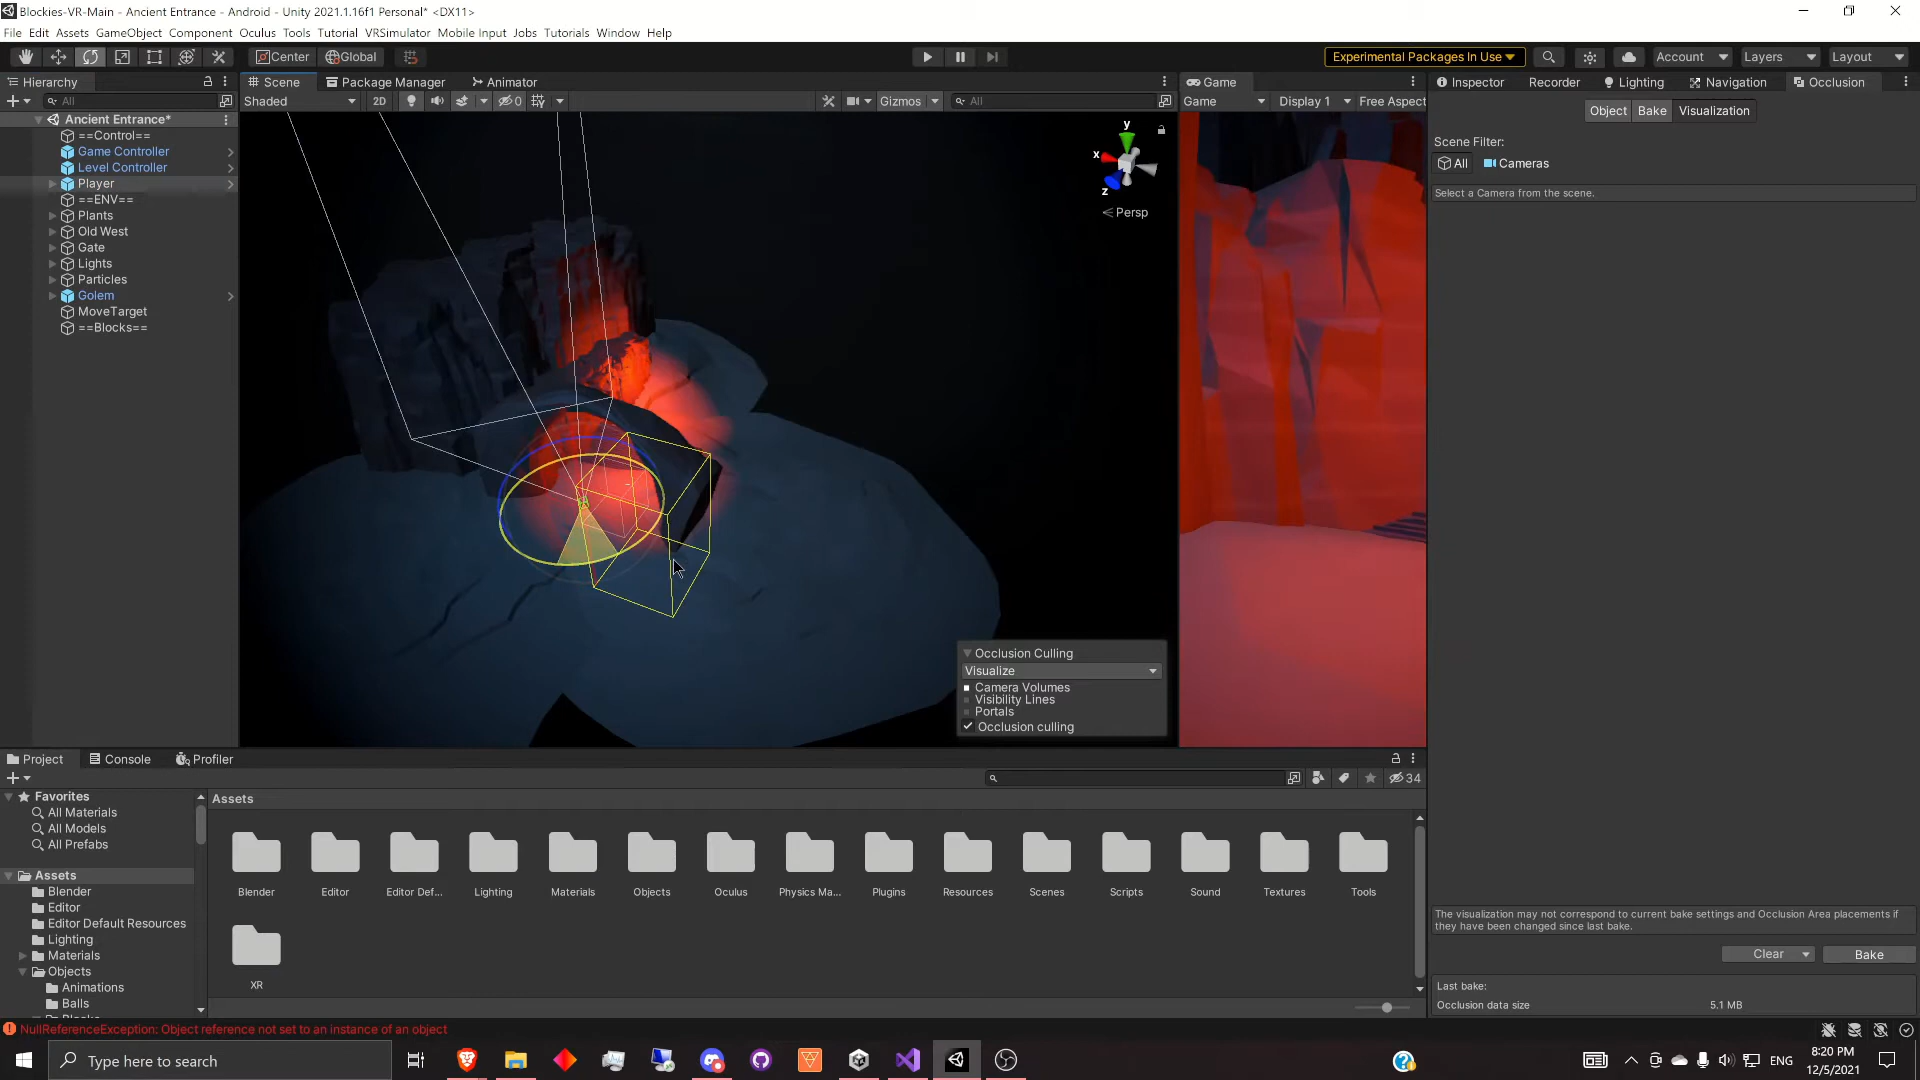 Blockies-VR-Main - Ancient Entrance - Android - Unity 2021.1.16f1 Personal* <DX11>
File Edit Assets GameObject Component Oculus Tools Tutorial VRSimulator Mobile Input Jobs Tutorials Window Help
Center Global Experimental Packages In Use Account Layers Layout
Hierarchy Scene Package Manager Animator Game Inspector Recorder Lighting Navigation Occlusion
All Shaded 2D 0 Gizmos All Game Display 1 Free Aspect
Object Bake Visualization
Ancient Entrance*
==Control==
Game Controller
Level Controller
Player
==ENV==
Plants
Old West
Gate
Lights
Particles
Golem
MoveTarget
==Blocks==
y
x
z
Persp
Scene Filter:
All Cameras
Select a Camera from the scene.
Occlusion Culling
Visualize
Camera Volumes
Visibility Lines
Portals
Occlusion culling
Project Console Profiler
34
Favorites
All Materials
All Models
All Prefabs
Assets
Blender
Editor
Editor Default Resources
Lighting
Materials
Objects
Animations
Balls
Assets
Blender Editor Editor Def... Lighting Materials Objects Oculus Physics Ma... Plugins Resources Scenes Scripts Sound Textures Tools
XR
The visualization may not correspond to current bake settings and Occlusion Area placements if
they have been changed since last bake.
Clear Bake
Last bake:
Occlusion data size 5.1 MB
NullReferenceException: Object reference not set to an instance of an object
Type here to search
ENG
8:20 PM
12/5/2021